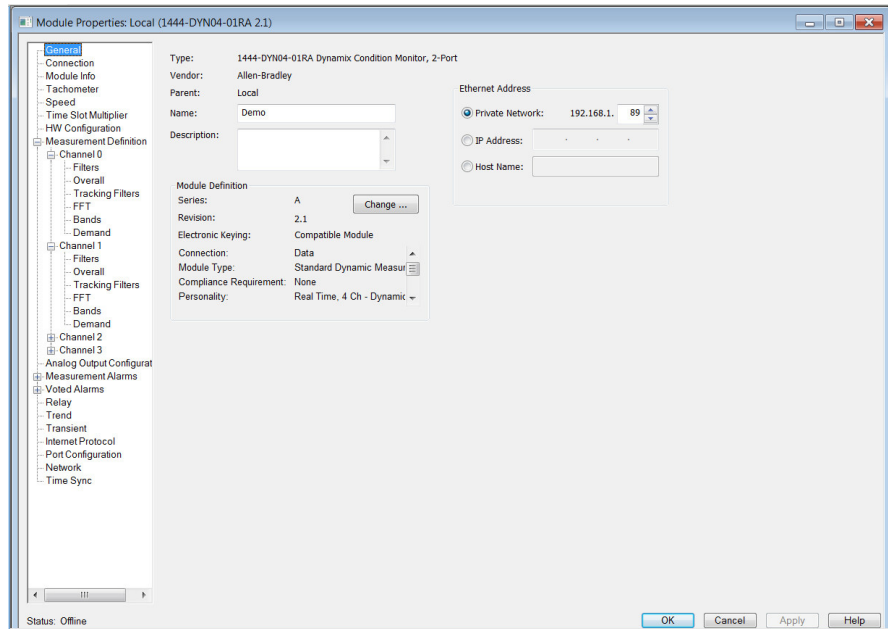 Module Properties: Local (1444-DYN04-01RA 2.1)
General
Connection
Module Info
Tachometer
Speed
Time Slot Multiplier
HW Configuration
Measurement Definition
Channel 0
Filters
Overall
Tracking Filters
FFT
Bands
Demand
Channel 1
Filters
Overall
Tracking Filters
FFT
Bands
Demand
Channel 2
Channel 3
Analog Output Configurat
Measurement Alarms
Voted Alarms
Relay
Trend
Transient
Internet Protocol
Port Configuration
Network
Time Sync
Type: 1444-DYN04-01RA Dynamix Condition Monitor, 2-Port
Vendor: Allen-Bradley
Parent: Local
Name: Demo
Description:
Module Definition
Series: A Change ...
Revision: 2.1
Electronic Keying: Compatible Module
Connection: Data
Module Type: Standard Dynamic Measur
Compliance Requirement: None
Personality: Real Time, 4 Ch - Dynamic
Ethernet Address
Private Network: 192.168.1. 89
IP Address: . . .
Host Name:
Status: Offline
OK Cancel Apply Help